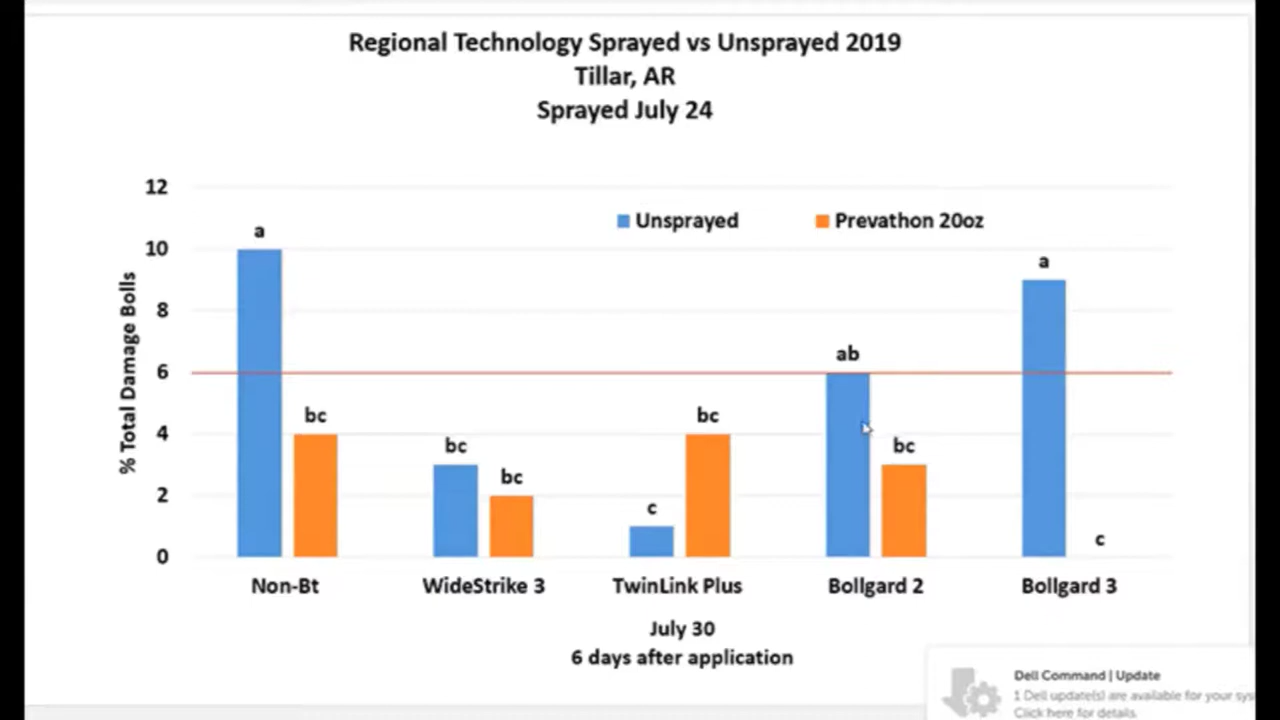 Regional Technology Sprayed vs Unsprayed 2019
Tillar, AR
Sprayed July 24
Unsprayed
Prevathon 20oz
% Total Damage Bolls
12
10
8
6
4
2
0
a
bc
bc
bc
c
bc
ab
bc
a
c
Non-Bt
WideStrike 3
TwinLink Plus
Bollgard 2
Bollgard 3
July 30
6 days after application
Dell Command | Update
1 Dell update(s) are available for your
Click here for details.